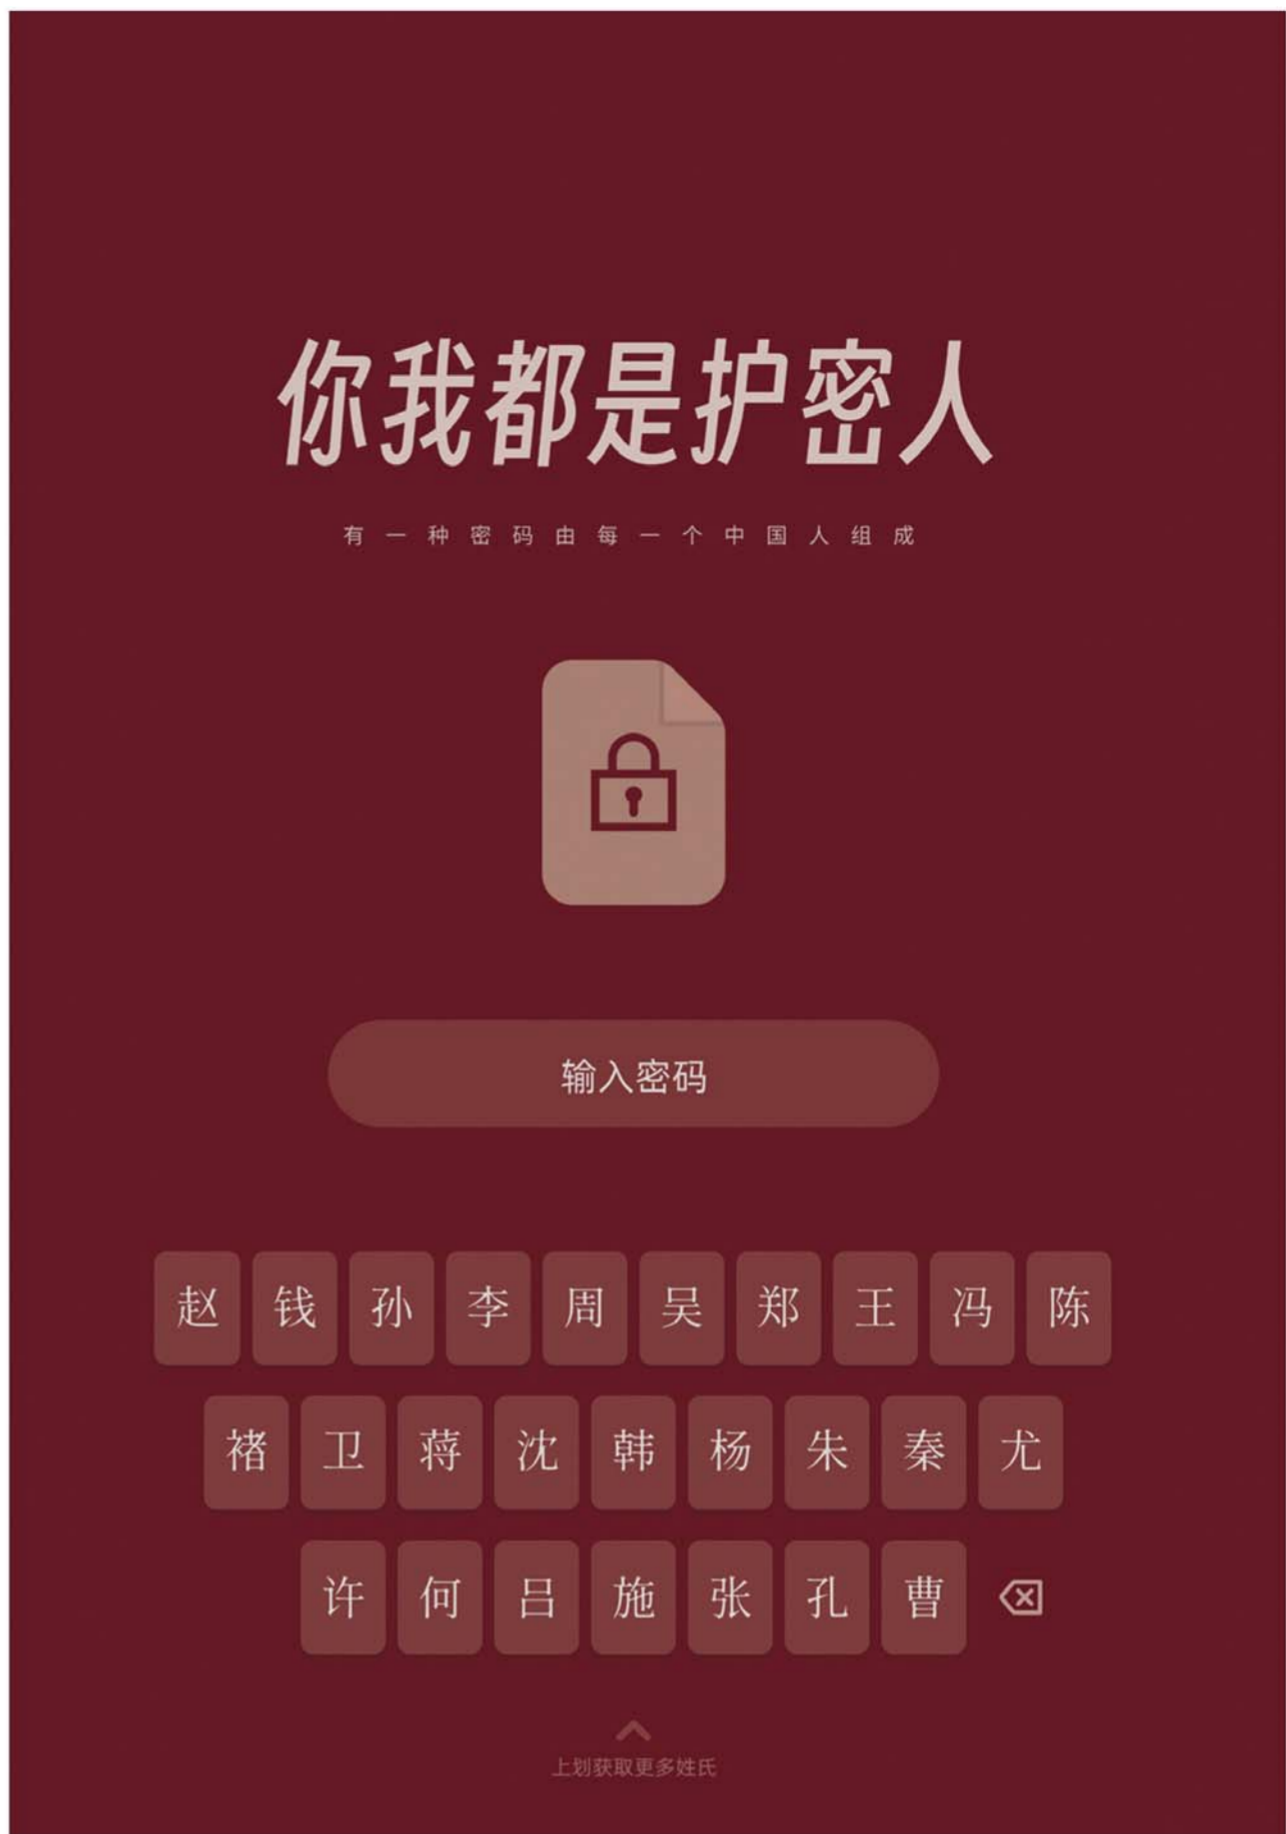 你我都是护密人
有一种密码由每一个中国人组成
输入密码
赵 钱 孙 李 周 吴 郑 王 冯 陈
褚 卫 蒋 沈 韩 杨 朱 秦 尤
许 何 吕 施 张 孔 曹
上划获取更多姓氏